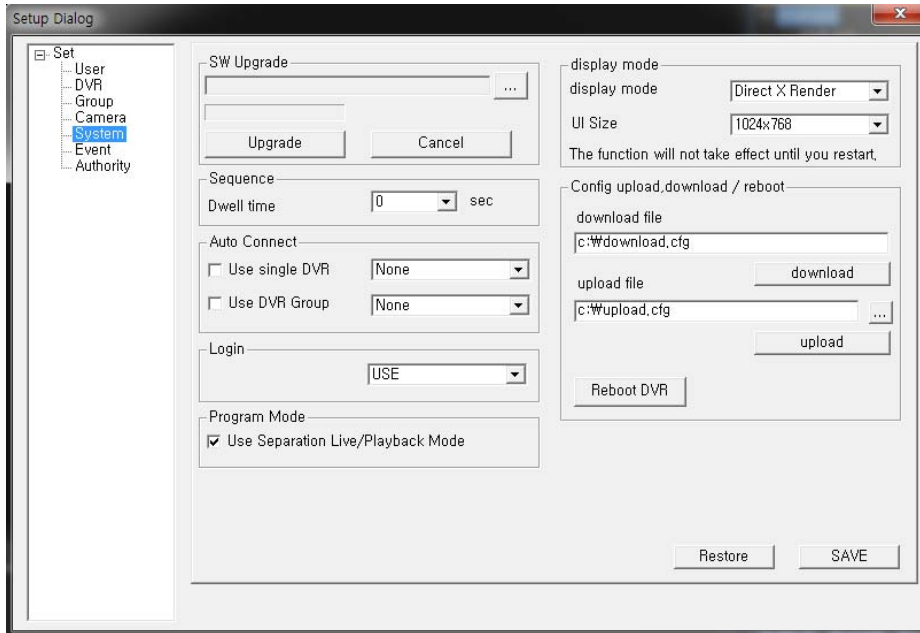 Setup Dialog
Set
User
DVR
Group
Camera
System
Event
Authority
SW Upgrade
...
Upgrade
Cancel
Sequence
Dwell time
0
sec
Auto Connect
Use single DVR
None
Use DVR Group
None
Login
USE
Program Mode
Use Separation Live/Playback Mode
display mode
display mode
Direct X Render
UI Size
1024x768
The function will not take effect until you restart,
Config upload,download / reboot
download file
c:₩download,cfg
download
upload file
c:₩upload,cfg
...
upload
Reboot DVR
Restore
SAVE